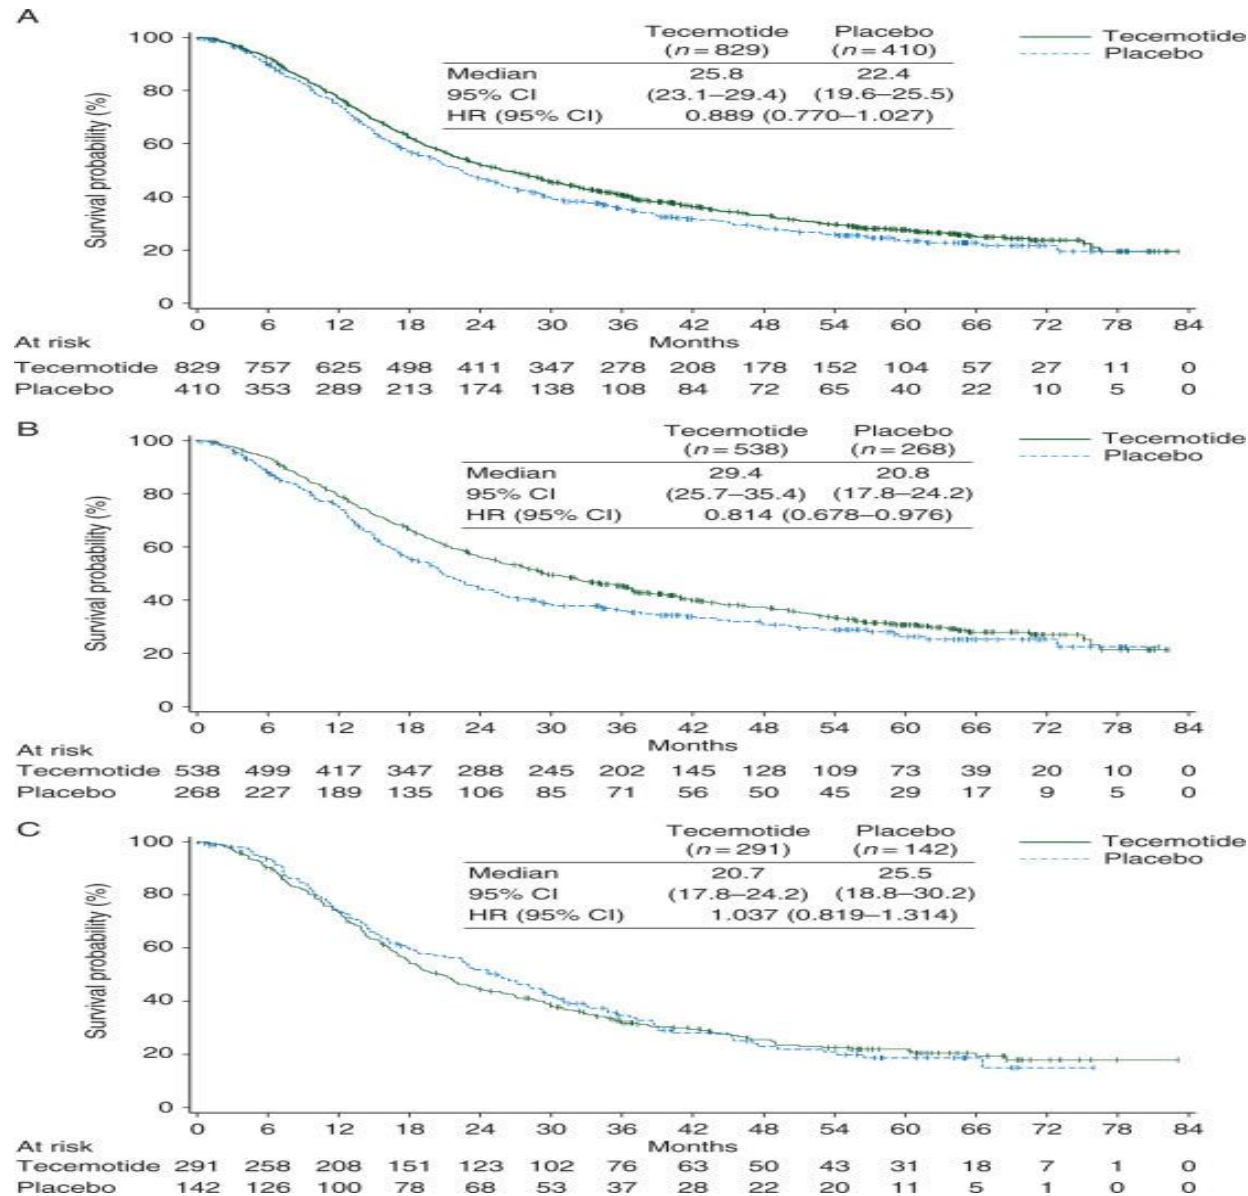 A
Tecemotide Placebo
(n=829) (n=410)
Median 25.8 22.4
95% CI (23.1–29.4) (19.6–25.5)
HR (95% CI) 0.889 (0.770–1.027)
Tecemotide
Placebo
Survival probability (%)
100
80
60
40
20
0
0 6 12 18 24 30 36 42 48 54 60 66 72 78 84
At risk Months
Tecemotide 829 757 625 498 411 347 278 208 178 152 104 57 27 11 0
Placebo 410 353 289 213 174 138 108 84 72 65 40 22 10 5 0
B
Tecemotide Placebo
(n=538) (n=268)
Median 29.4 20.8
95% CI (25.7–35.4) (17.8–24.2)
HR (95% CI) 0.814 (0.678–0.976)
Tecemotide
Placebo
Survival probability (%)
100
80
60
40
20
0
0 6 12 18 24 30 36 42 48 54 60 66 72 78 84
At risk Months
Tecemotide 538 499 417 347 288 245 202 145 128 109 73 39 20 10 0
Placebo 268 227 189 135 106 85 71 56 50 45 29 17 9 5 0
C
Tecemotide Placebo
(n=291) (n=142)
Median 20.7 25.5
95% CI (17.8–24.2) (18.8–30.2)
HR (95% CI) 1.037 (0.819–1.314)
Tecemotide
Placebo
Survival probability (%)
100
80
60
40
20
0
0 6 12 18 24 30 36 42 48 54 60 66 72 78 84
At risk Months
Tecemotide 291 258 208 151 123 102 76 63 50 43 31 18 7 1 0
Placebo 142 126 100 78 68 53 37 28 22 20 11 5 1 0 0